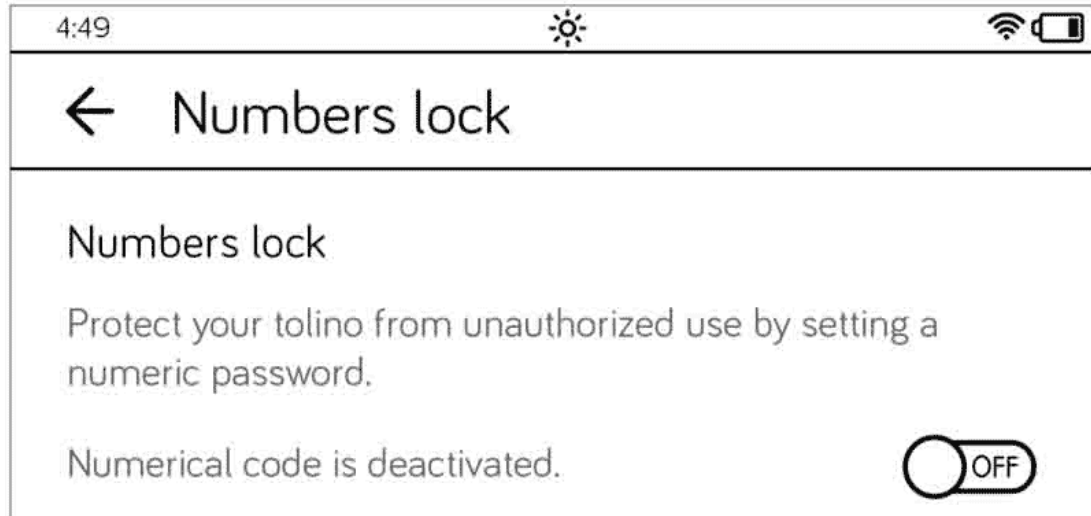 4:49
Numbers lock
Numbers lock
Protect your tolino from unauthorized use by setting a
numeric password.
Numerical code is deactivated.
OFF